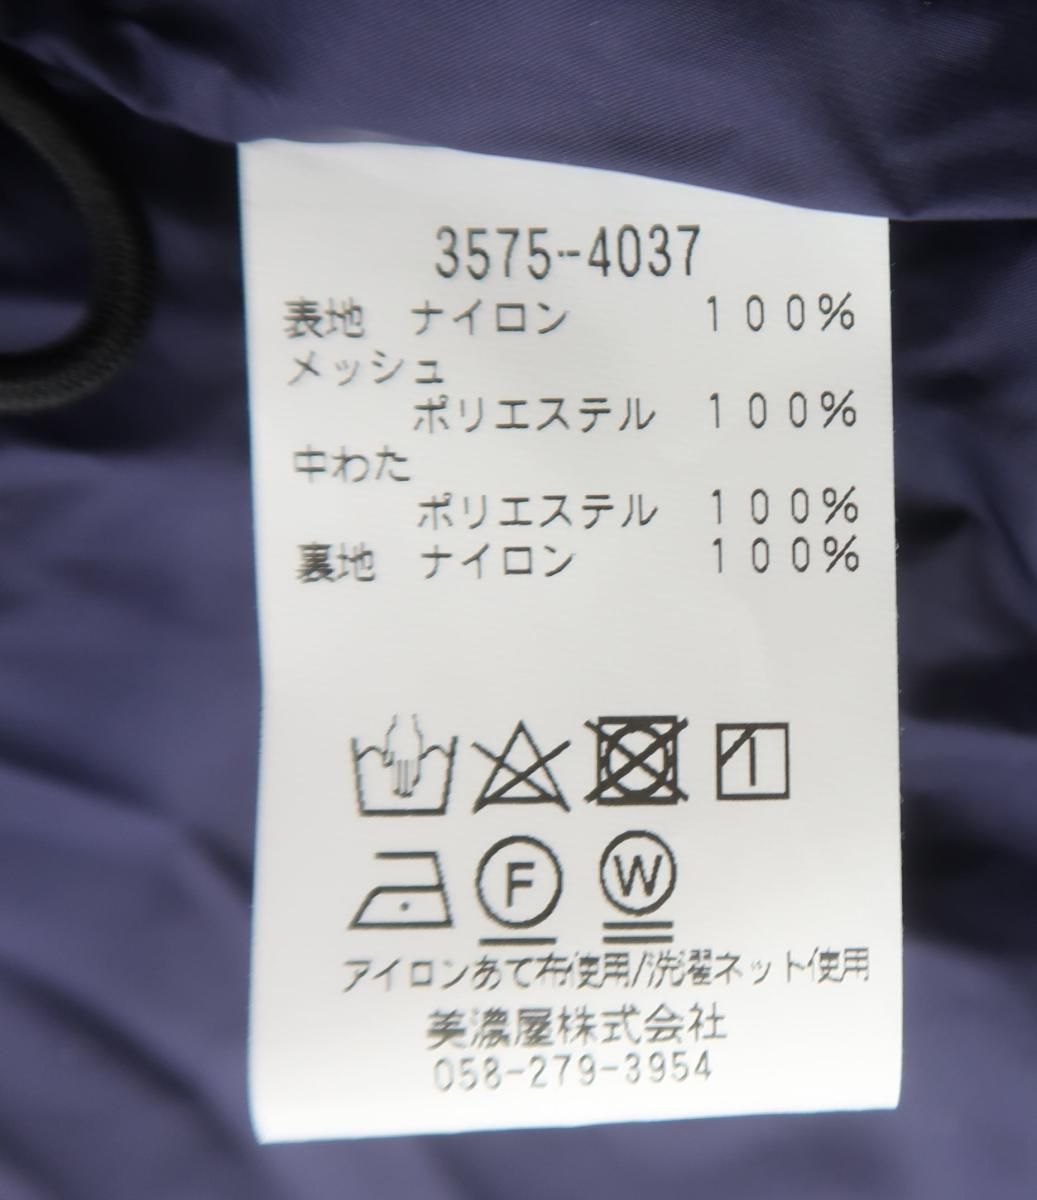 3575-4037
表地 ナイロン 100%
メッシュ
ポリエステル 100%
中わた
ポリエステル 100%
裏地 ナイロン 100%
F W
アイロンあて布使用/洗濯ネット使用
美濃屋株式会社
058-279-3954